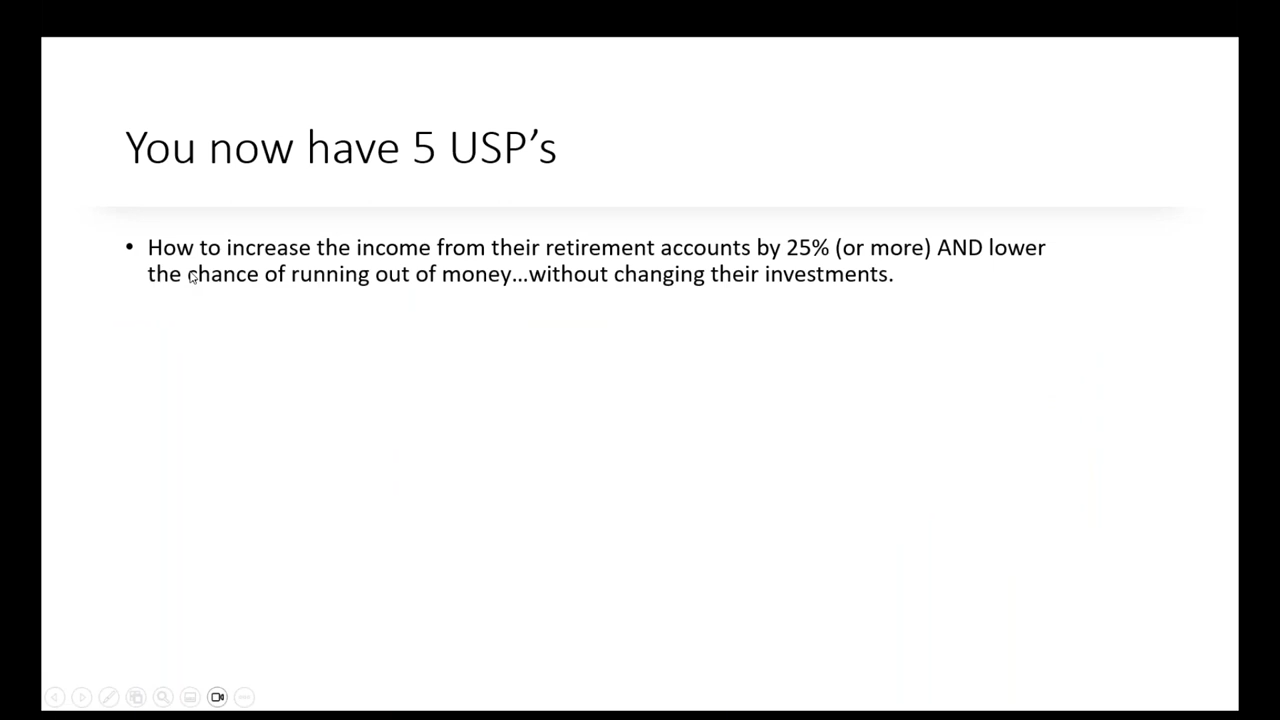 You now have 5 USP’s
• How to increase the income from their retirement accounts by 25% (or more) AND lower
the chance of running out of money…without changing their investments.